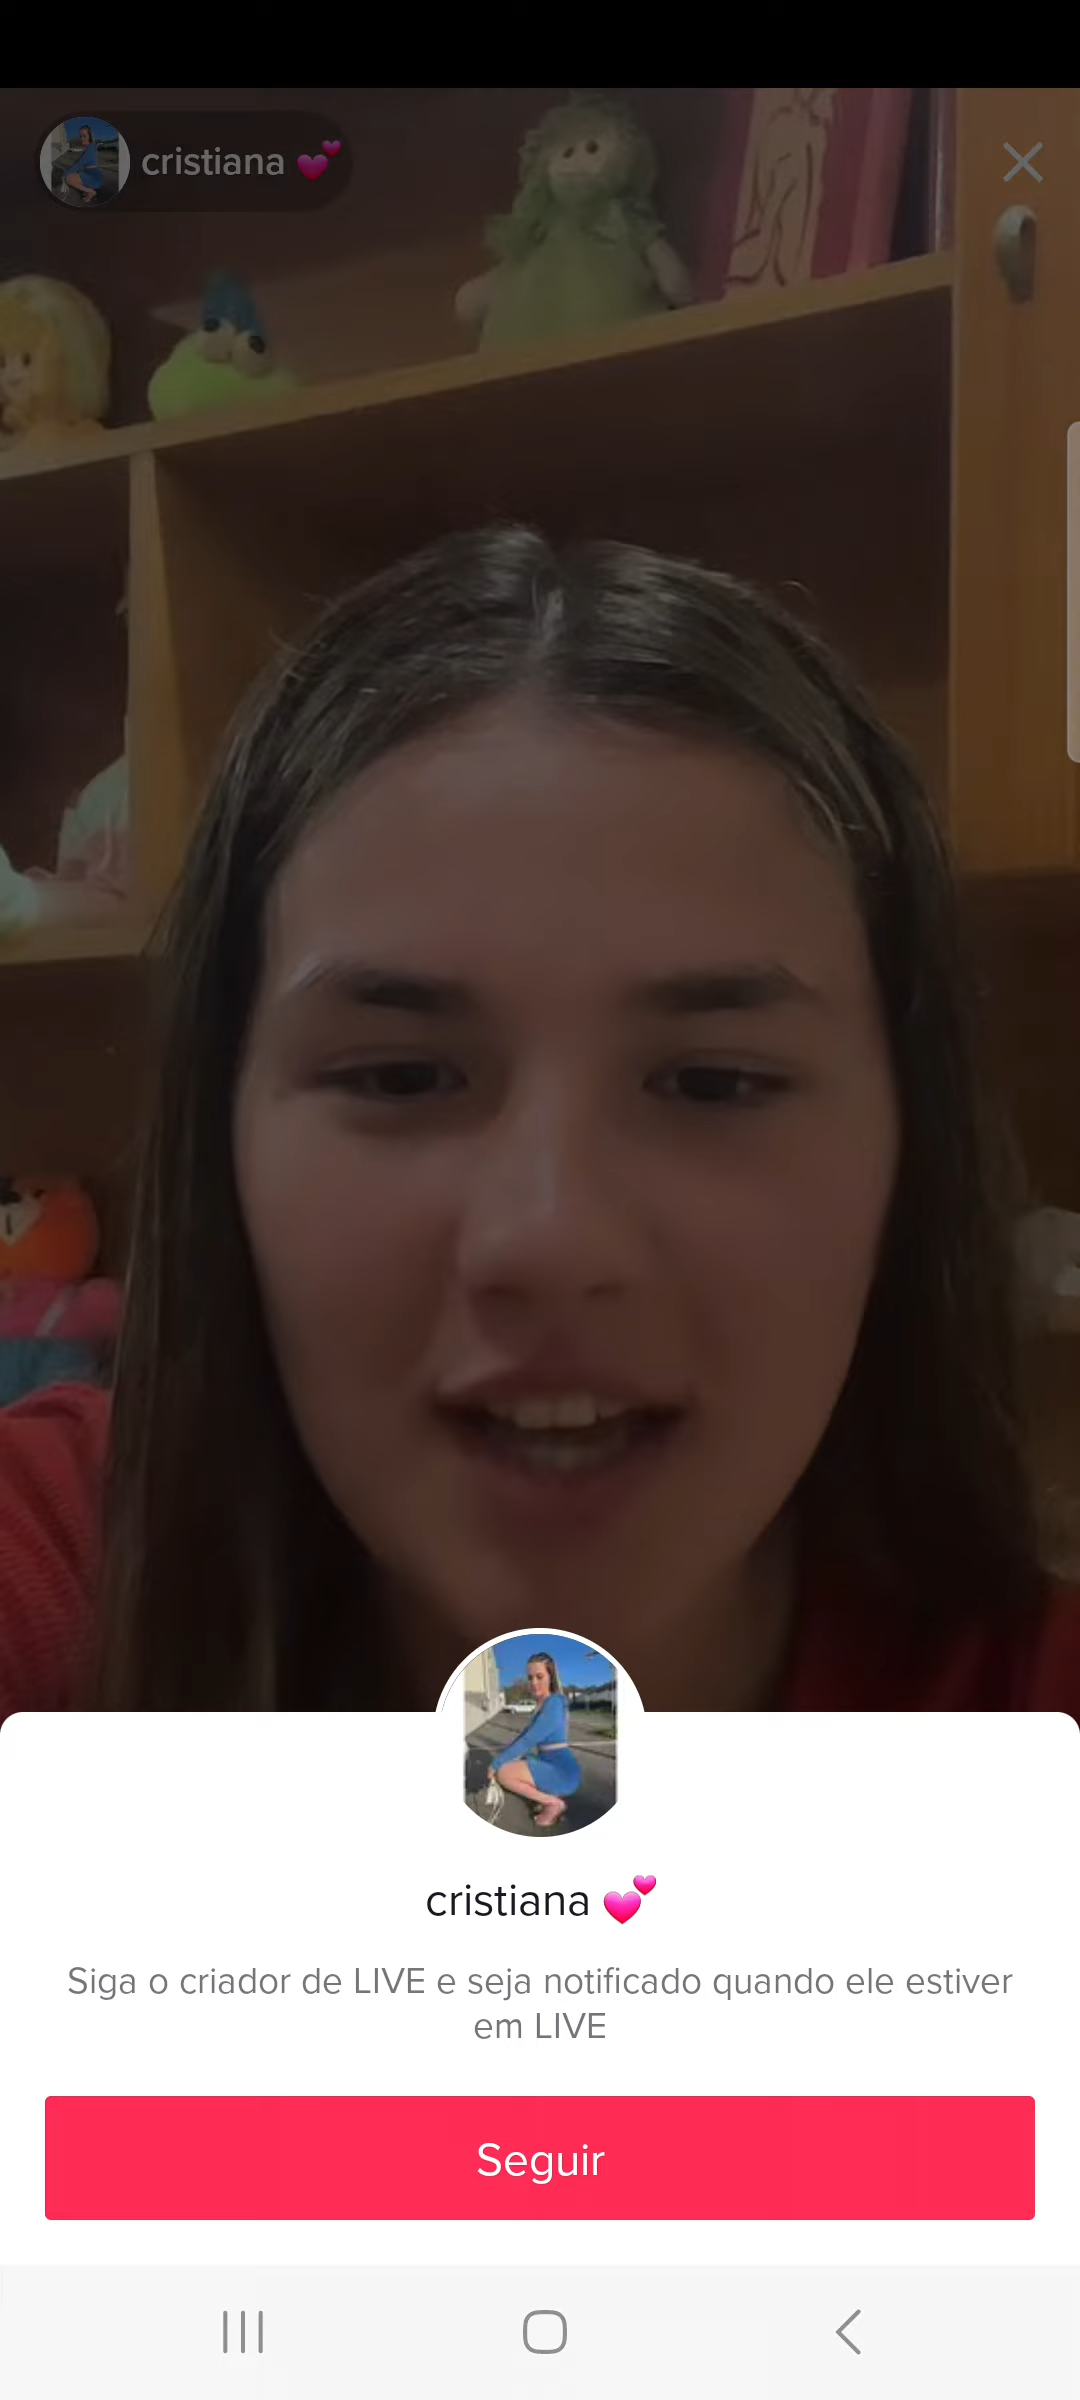 cristiana 💕
cristiana 💕
Siga o criador de LIVE e seja notificado quando ele estiver
em LIVE
Seguir